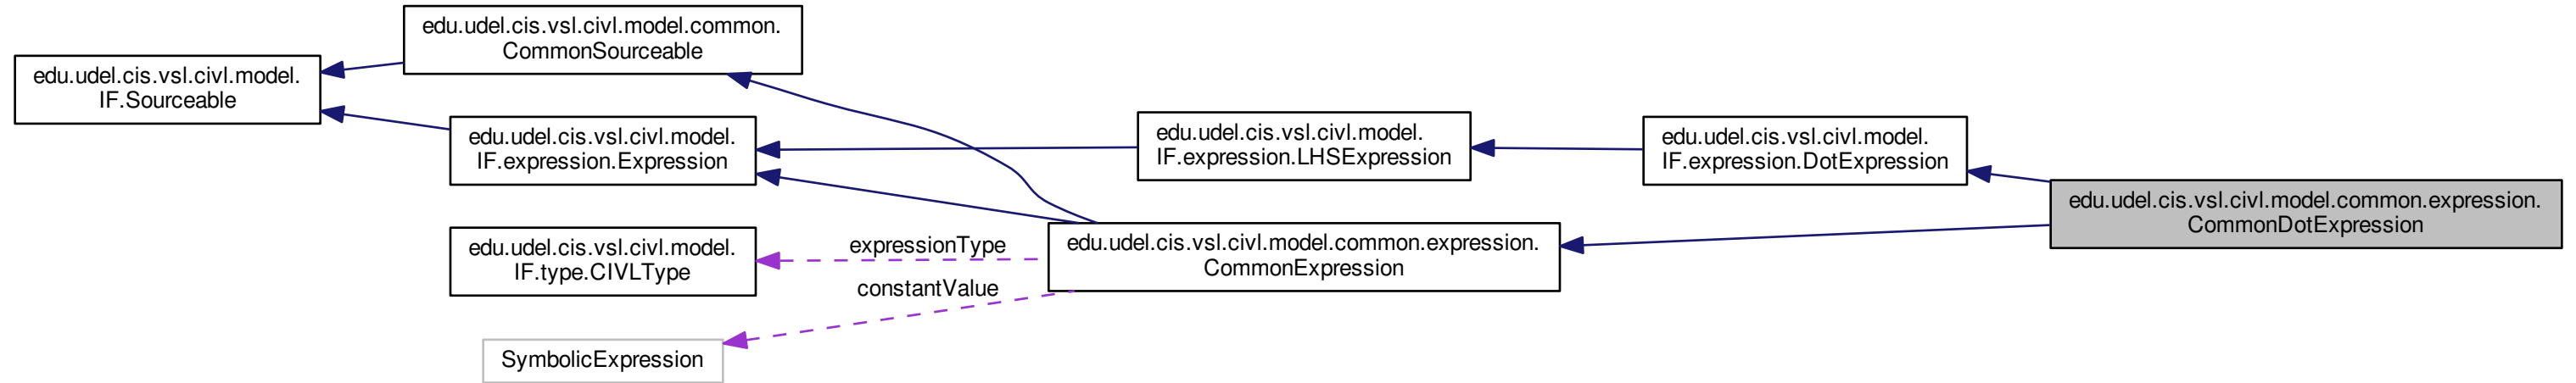 edu.udel.cis.vsl.civl.model.common.
CommonSourceable
edu.udel.cis.vsl.civl.model.
IF.Sourceable
edu.udel.cis.vsl.civl.model.
IF.expression.Expression
edu.udel.cis.vsl.civl.model.
IF.expression.LHSExpression
edu.udel.cis.vsl.civl.model.
IF.expression.DotExpression
edu.udel.cis.vsl.civl.model.common.expression.
CommonDotExpression
edu.udel.cis.vsl.civl.model.
IF.type.CIVLType
expressionType
edu.udel.cis.vsl.civl.model.common.expression.
CommonExpression
constantValue
SymbolicExpression